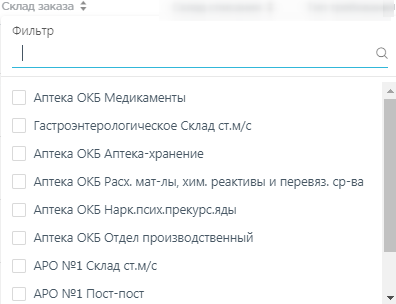 Склад заказа
Фильтр
Аптека ОКБ Медикаменты
Гастроэнтерологическое Склад ст.м/с
Аптека ОКБ Аптека-хранение
Аптека ОКБ Расх. мат-лы, хим. реактивы и перевяз. ср-ва
Аптека ОКБ Нарк.псих.прекурс.яды
Аптека ОКБ Отдел производственный
АРО №1 Склад ст.м/с
АРО №1 Пост-пост